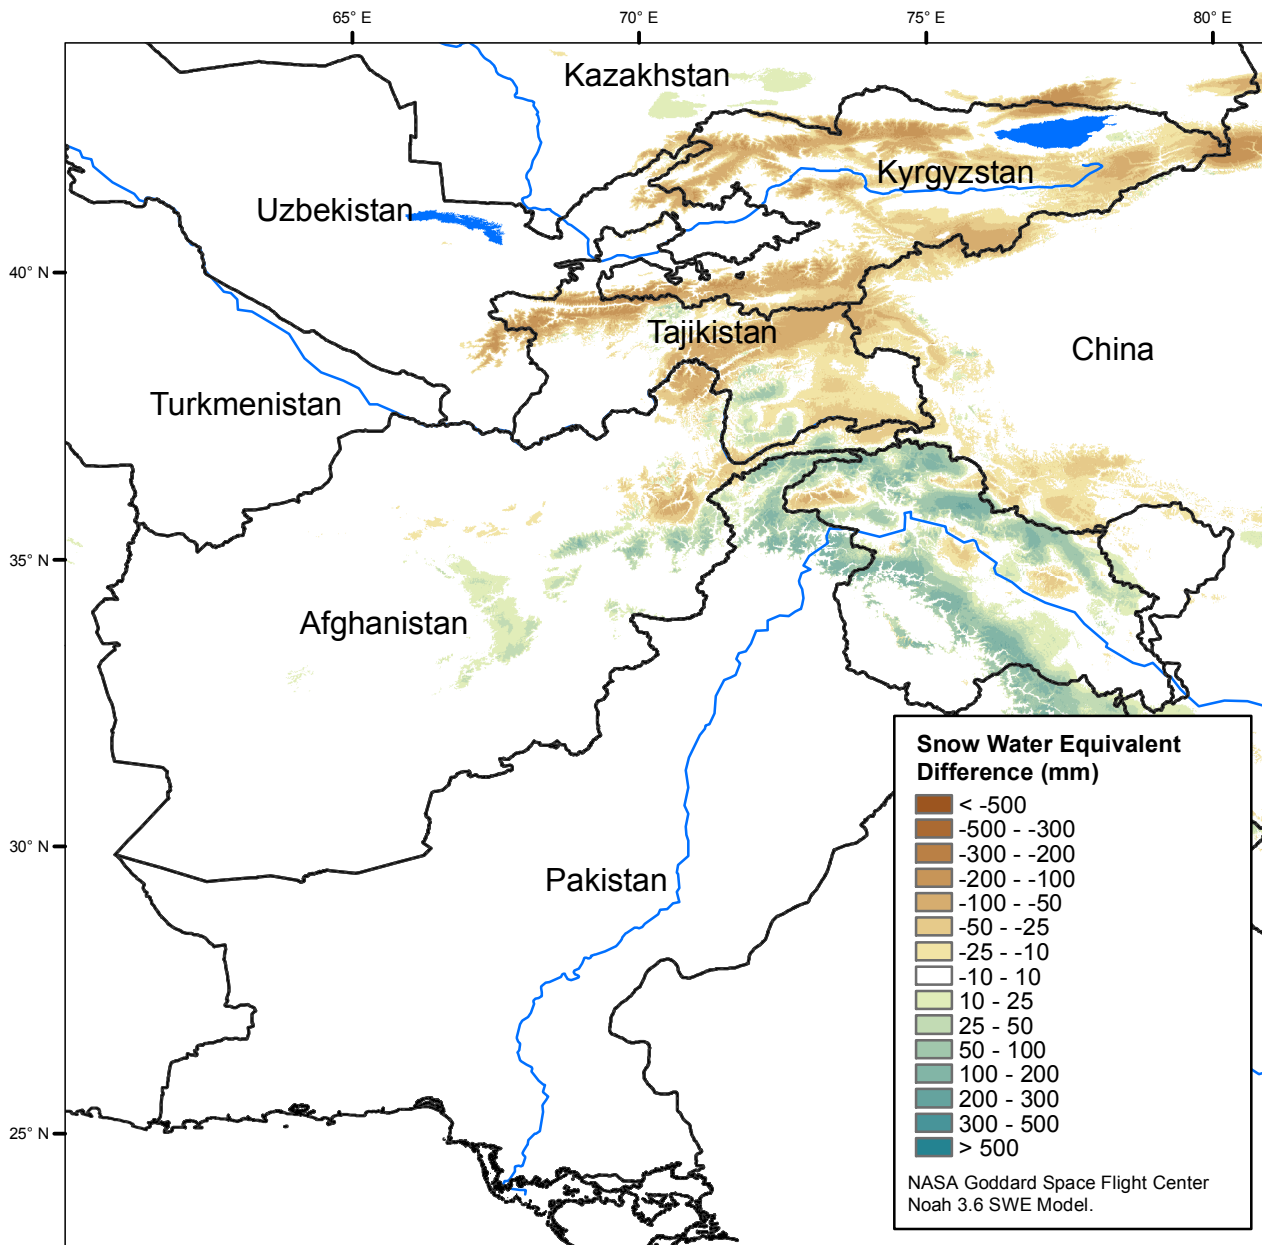 65° E
70° E
75° E
80° E
Kazakhstan
Kyrgyzstan
Uzbekistan
40° N
Tajikistan
China
Turkmenistan
35° N
Afghanistan
30° N
Pakistan
25° N
Snow Water Equivalent
Difference (mm)
< -500
-500 - -300
-300 - -200
-200 - -100
-100 - -50
-50 - -25
-25 - -10
-10 - 10
10 - 25
25 - 50
50 - 100
100 - 200
200 - 300
300 - 500
> 500
NASA Goddard Space Flight Center
Noah 3.6 SWE Model.